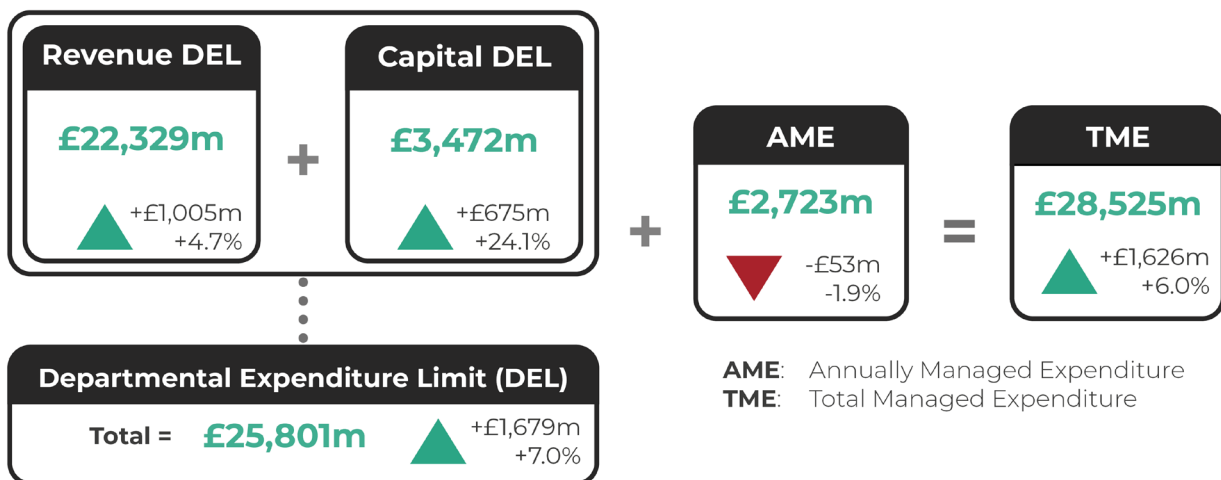 Revenue DEL
£22,329m
+£1,005m
+4.7%
+
Capital DEL
£3,472m
+£675m
+24.1%
+
AME
£2,723m
-£53m
-1.9%
=
TME
£28,525m
+£1,626m
+6.0%
Departmental Expenditure Limit (DEL)
Total = £25,801m
+£1,679m
+7.0%
AME: Annually Managed Expenditure
TME: Total Managed Expenditure